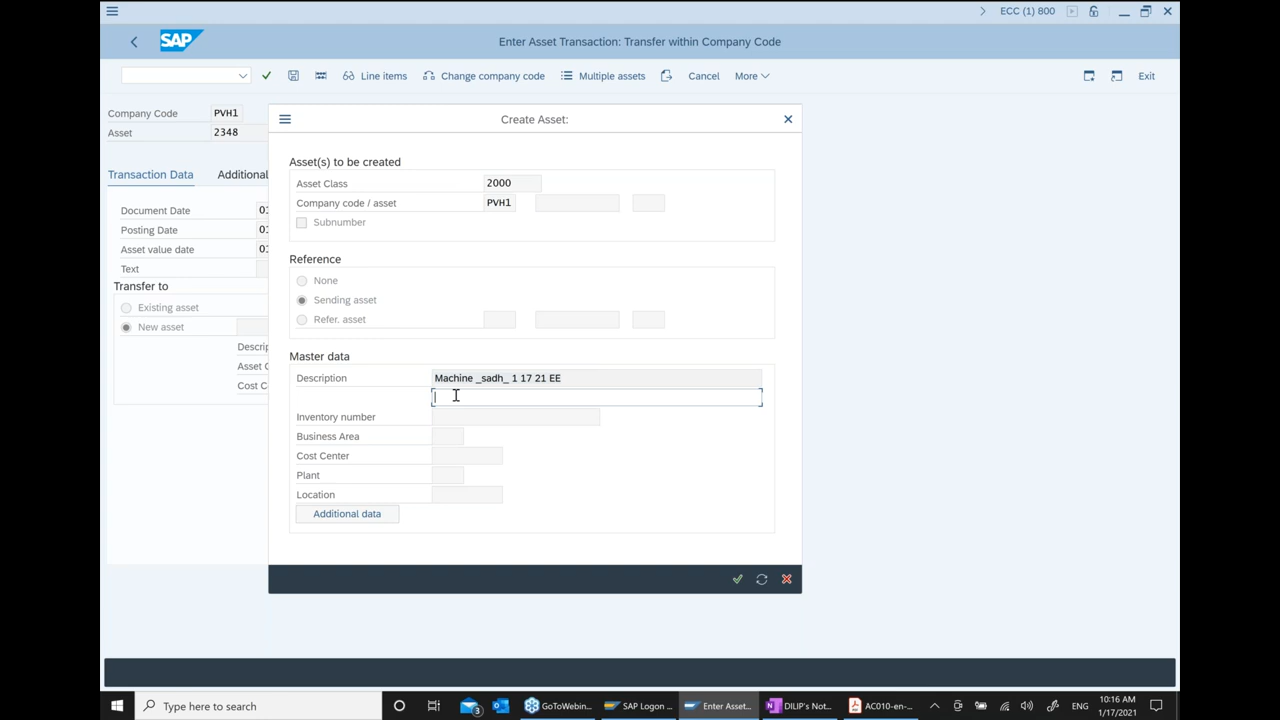 ECC (1) 800
SAP
Enter Asset Transaction: Transfer within Company Code
Line items
Change company code
Multiple assets
Cancel
More
Exit
Company Code
PVH1
Asset
2348
Transaction Data
Additional
Document Date
Posting Date
Asset value date
Text
Transfer to
Existing asset
New asset
Descrip
Asset C
Cost C
Create Asset:
Asset(s) to be created
Asset Class
2000
Company code / asset
PVH1
Subnumber
Reference
None
Sending asset
Refer. asset
Master data
Description
Machine _sadh_ 1 17 21 EE
Inventory number
Business Area
Cost Center
Plant
Location
Additional data
Type here to search
3
GoToWebin...
SAP Logon ...
Enter Asset...
DILIP's Not...
AC010-en-...
ENG
10:16 AM
1/17/2021